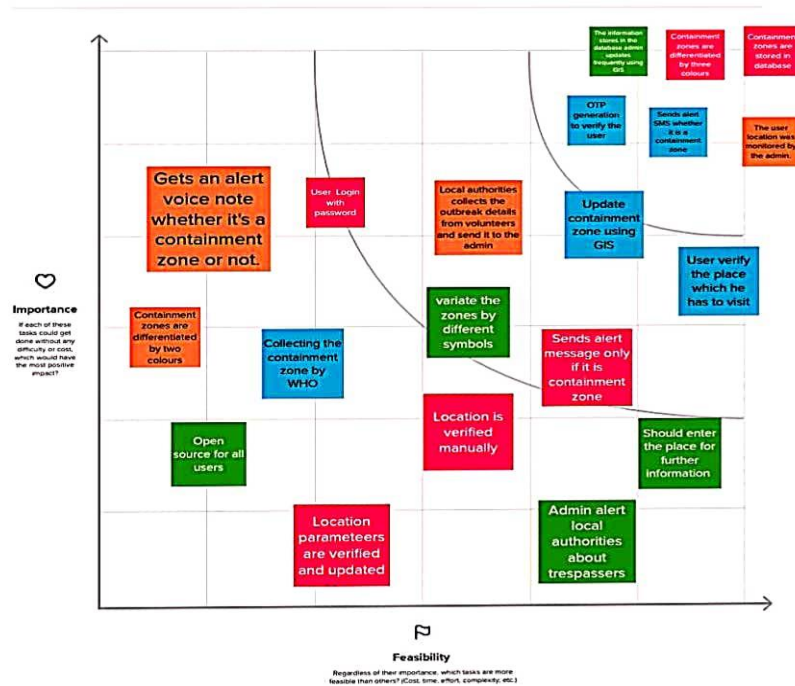 The information
stores in the
database admin
updates
frequently using
GIS
Containment
zones are
differentiated
by three
colours
Containment
zones are
stored in
database
OTP
generation
to verify the
user
Sends alert
SMS whether
it is a
containment
zone
The user
location was
monitored by
the admin.
Gets an alert
voice note
whether it's a
containment
zone or not.
User Login
with
password
Local authorities
collects the
outbreak details
from volunteers
and send it to the
admin
Update
containment
zone using
GIS
User verify
the place
which he
has to visit
Importance
If each of these
tasks could get
done without any
difficulty or cost,
which would have
the most positive
impact?
Containment
zones are
differentiated
by two
colours
Collecting the
containment
zone by
WHO
variate the
zones by
different
symbols
Sends alert
message only
if it is
containment
zone
Open
source for all
users
Location is
verified
manually
Should enter
the place for
further
information
Location
parameteers
are verified
and updated
Admin alert
local
authorities
about
trespassers
Feasibility
Regardless of their importance, which tasks are more
feasible than others? (Cost, time, effort, complexity, etc.)